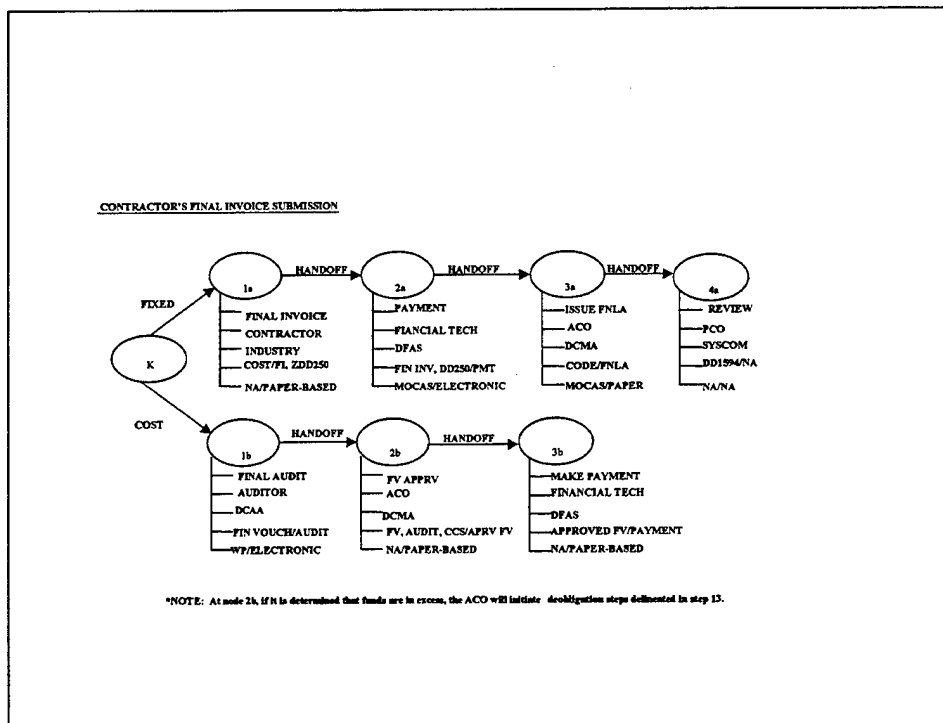 CONTRACTOR'S FINAL INVOICE SUBMISSION
HANDOFF
HANDOFF
HANDOFF
1a
2a
3a
4a
FIXED
FINAL INVOICE
CONTRACTOR
INDUSTRY
COST/FI, ZDD250
NA/PAPER-BASED
PAYMENT
FIANCIAL TECH
DFAS
FIN INV, DD250/PMT
MOCAS/ELECTRONIC
ISSUE FNLA
ACO
DCMA
CODE/FNLA
MOCAS/PAPER
REVIEW
PCO
SYSCOM
DD1594/NA
NA/NA
K
COST
HANDOFF
HANDOFF
1b
2b
3b
FINAL AUDIT
AUDITOR
DCAA
FIN VOUCH/AUDIT
WP/ELECTRONIC
FV APPRV
ACO
DCMA
FV, AUDIT, CCS/APRV FV
NA/PAPER-BASED
MAKE PAYMENT
FINANCIAL TECH
DFAS
APPROVED FV/PAYMENT
NA/PAPER-BASED
*NOTE: At node 2b, if it is determined that funds are in excess, the ACO will initiate deobligation steps delineated in step 13.